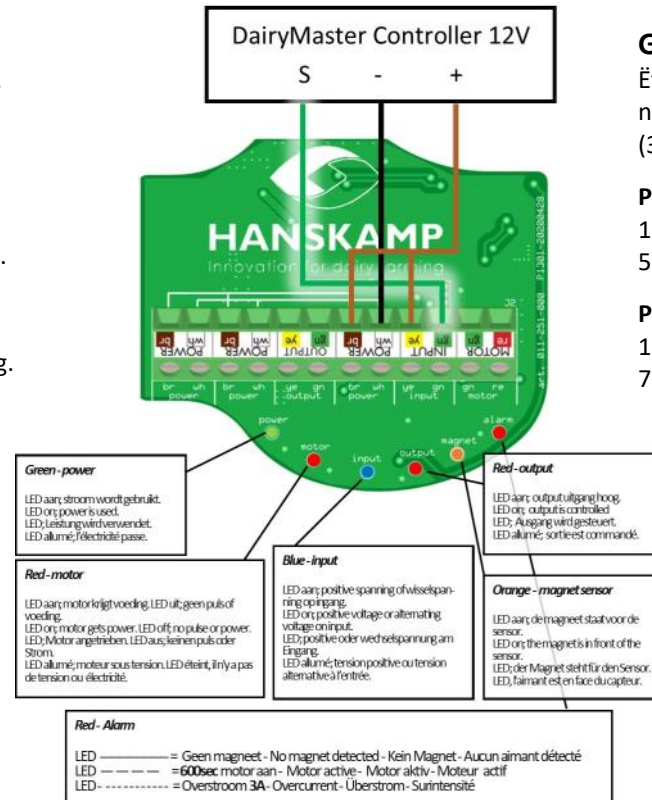 DairyMaster Controller 12V
S - +
HANSKAMP
Innovation for dairy farming
art. 011-251-000 P1301-20200428
J2
br wh br wh ye gn br wh ye gn gn re
POWER POWER OUTPUT POWER INPUT MOTOR
br wh br wh ye gn br wh ye gn gn re
power power output power input motor
power
motor
input
output
magnet
alarm
Green - power
LED aan; stroom wordt gebruikt.
LED on; power is used.
LED; Leistung wird verwendet.
LED allumé; l'électricité passe.
Red - motor
LED aan; motor krijgt voeding. LED uit; geen puls of
voeding.
LED on; motor gets power. LED off; no pulse or power.
LED; Motor angetrieben. LED aus; keinen puls oder
Strom.
LED allumé; moteur sous tension. LED éteint, il n'y a pas
de tension ou électricité.
Blue - input
LED aan; positive spanning of wisselspan-
ning op ingang.
LED on; positive voltage or alternating
voltage on input.
LED; positive oder wechselspannung am
Eingang.
LED allumé; tension positive ou tension
alternative à l'entrée.
Red - output
LED aan; output uitgang hoog.
LED on; output is controlled
LED; Ausgang wird gesteuert.
LED allumé; sortie est commandé.
Orange - magnet sensor
LED aan; de magneet staat voor de
sensor.
LED on; the magnet is in front of the
sensor.
LED; der Magnet steht für den Sensor.
LED, l'aimant est en face du capteur.
Red - Alarm
LED ———— = Geen magneet - No magnet detected - Kein Magnet - Aucun aimant détecté
LED — — — — = 600sec motor aan - Motor active - Motor aktiv - Moteur actif
LED - - - - - - - - = Overstroom 3A - Overcurrent - Überstrom - Surintensité
G
n
(3
P
1
5
P
1
7
.
g.